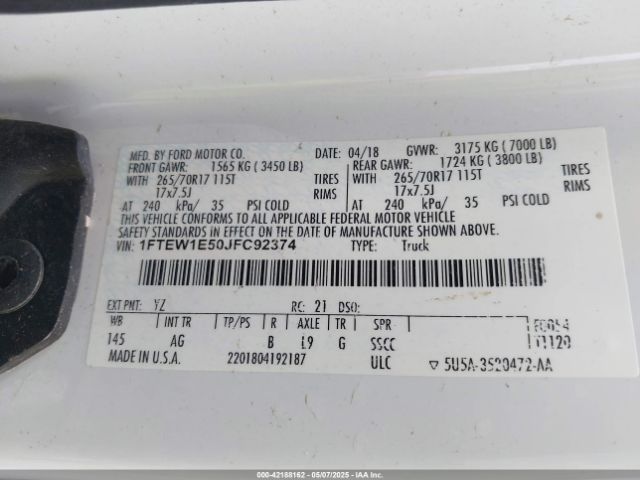 MFD. BY FORD MOTOR CO. DATE: 04/18 GVWR: 3175 KG ( 7000 LB)
FRONT GAWR: 1565 KG ( 3450 LB) REAR GAWR: 1724 KG ( 3800 LB)
WITH 265/70R17 115T TIRES WITH 265/70R17 115T TIRES
17x7.5J RIMS 17x7.5J RIMS
AT 240 kPa/ 35 PSI COLD AT 240 kPa/ 35 PSI COLD
THIS VEHICLE CONFORMS TO ALL APPLICABLE FEDERAL MOTOR VEHICLE
SAFETY STANDARDS IN EFFECT ON THE DATE OF MANUFACTURE SHOWN ABOVE.
VIN: 1FTEW1E50JFC92374 TYPE: Truck
EXT PNT: YZ RC: 21 DSO:
WB INT TR TP/PS R AXLE TR SPR
145 AG B L9 G SSCC
MADE IN U.S.A. 2201804192187 ULC ▽ 5U5A-3520472-AA
000-42188162 - 05/07/2025 - IAAI